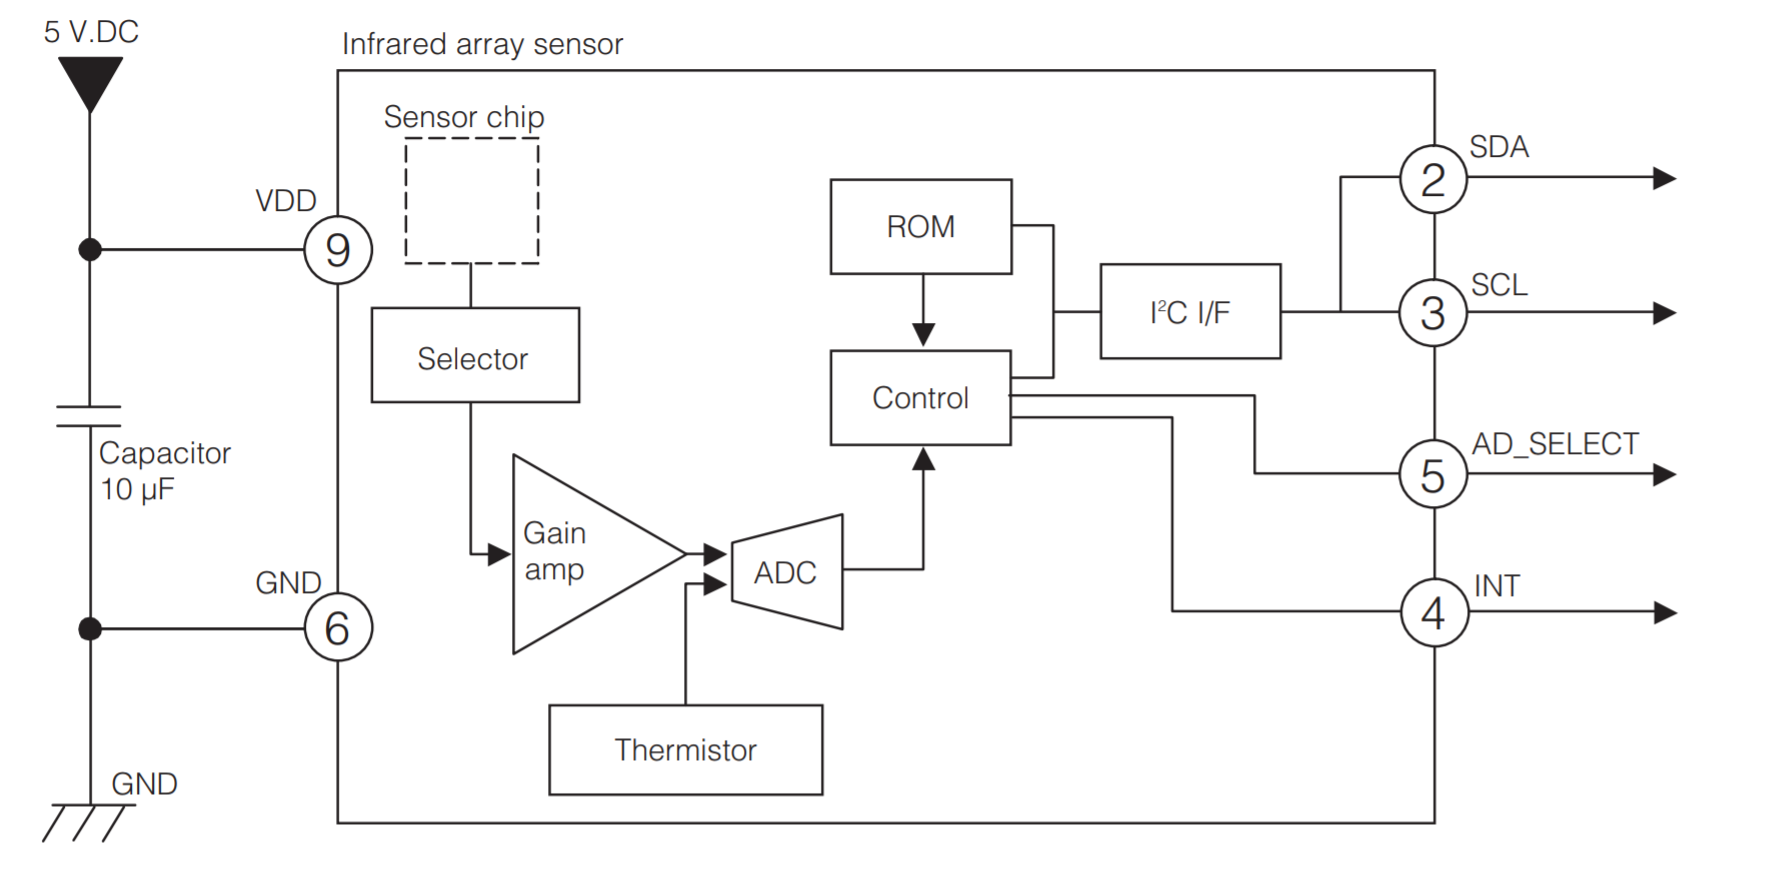 5 V.DC
Infrared array sensor
Sensor chip
VDD
9
Selector
Capacitor
10 µF
Gain
amp
ADC
GND
6
Thermistor
GND
ROM
Control
I²C I/F
SDA
2
SCL
3
AD_SELECT
5
INT
4